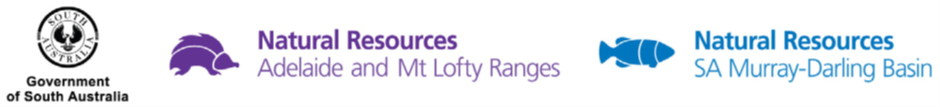 SOUTH
AUSTRALIA
Government
of South Australia
Natural Resources
Adelaide and Mt Lofty Ranges
Natural Resources
SA Murray-Darling Basin